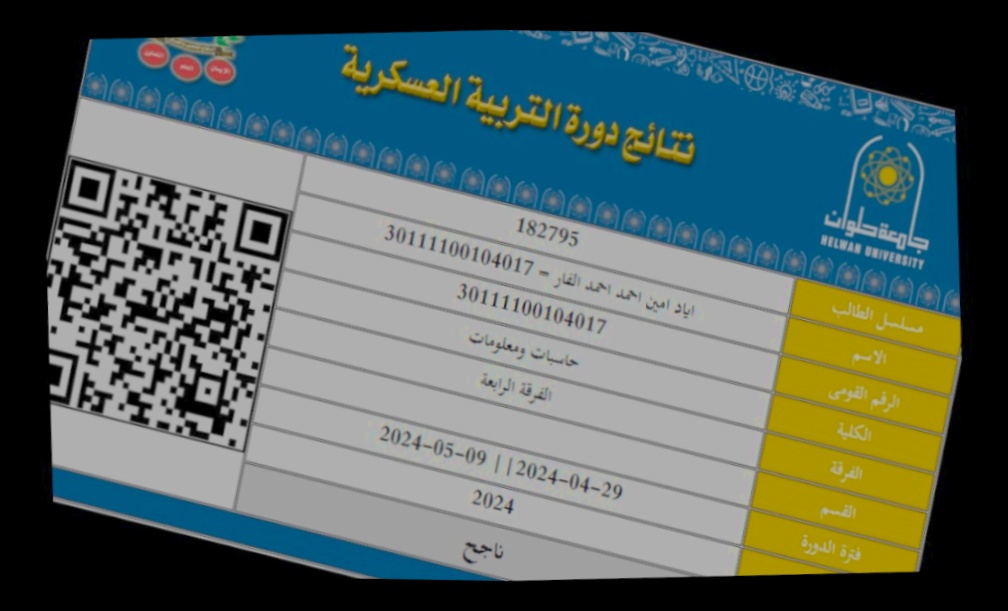 نتائج دورة التربية العسكرية
جامعة حلوان
HELWAN UNIVERSITY
مسلسل الطالب 182795
الاسم اياد امين احمد احمد الفار = 30111100104017
الرقم القومى 30111100104017
الكلية حاسبات ومعلومات
الفرقة الفرقة الرابعة
القسم
فترة الدورة 2024-04-29 || 2024-05-09
2024
ناجح